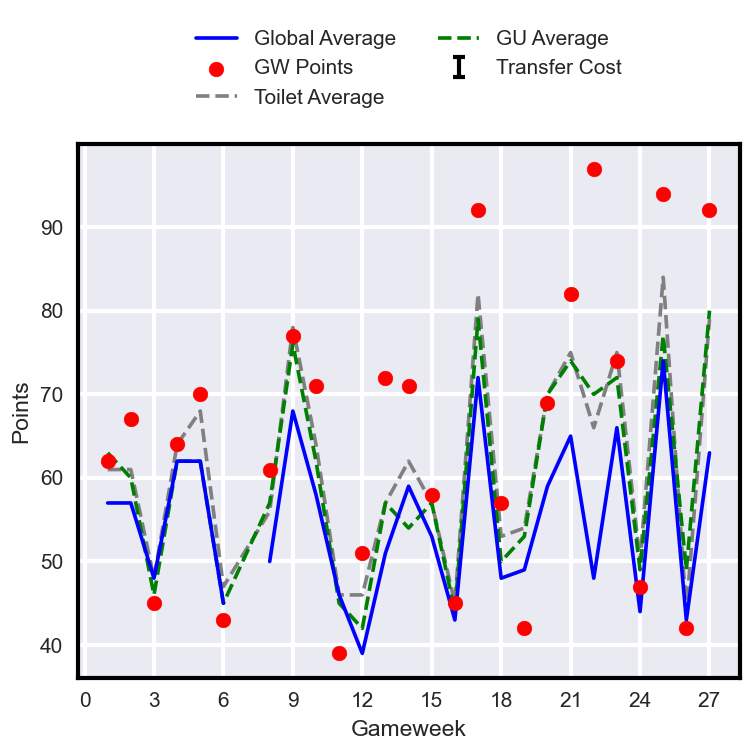 Global Average
GW Points
Toilet Average
GU Average
Transfer Cost
Points
90
80
70
60
50
40
0 3 6 9 12 15 18 21 24 27
Gameweek